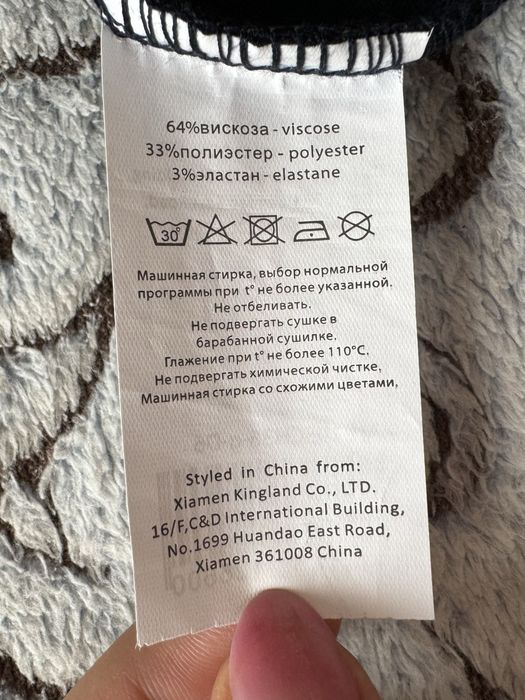 64%вискоза - viscose
33%полиэстер - polyester
3%эластан - elastane
30°
Машинная стирка, выбор нормальной
программы при t° не более указанной.
Не отбеливать.
Не подвергать сушке в
барабанной сушилке.
Глажение при t° не более 110°C.
Не подвергать химической чистке,
Машинная стирка со схожими цветами,
Styled in China from:
Xiamen Kingland Co., LTD.
16/F,C&D International Building,
No.1699 Huandao East Road,
Xiamen 361008 China